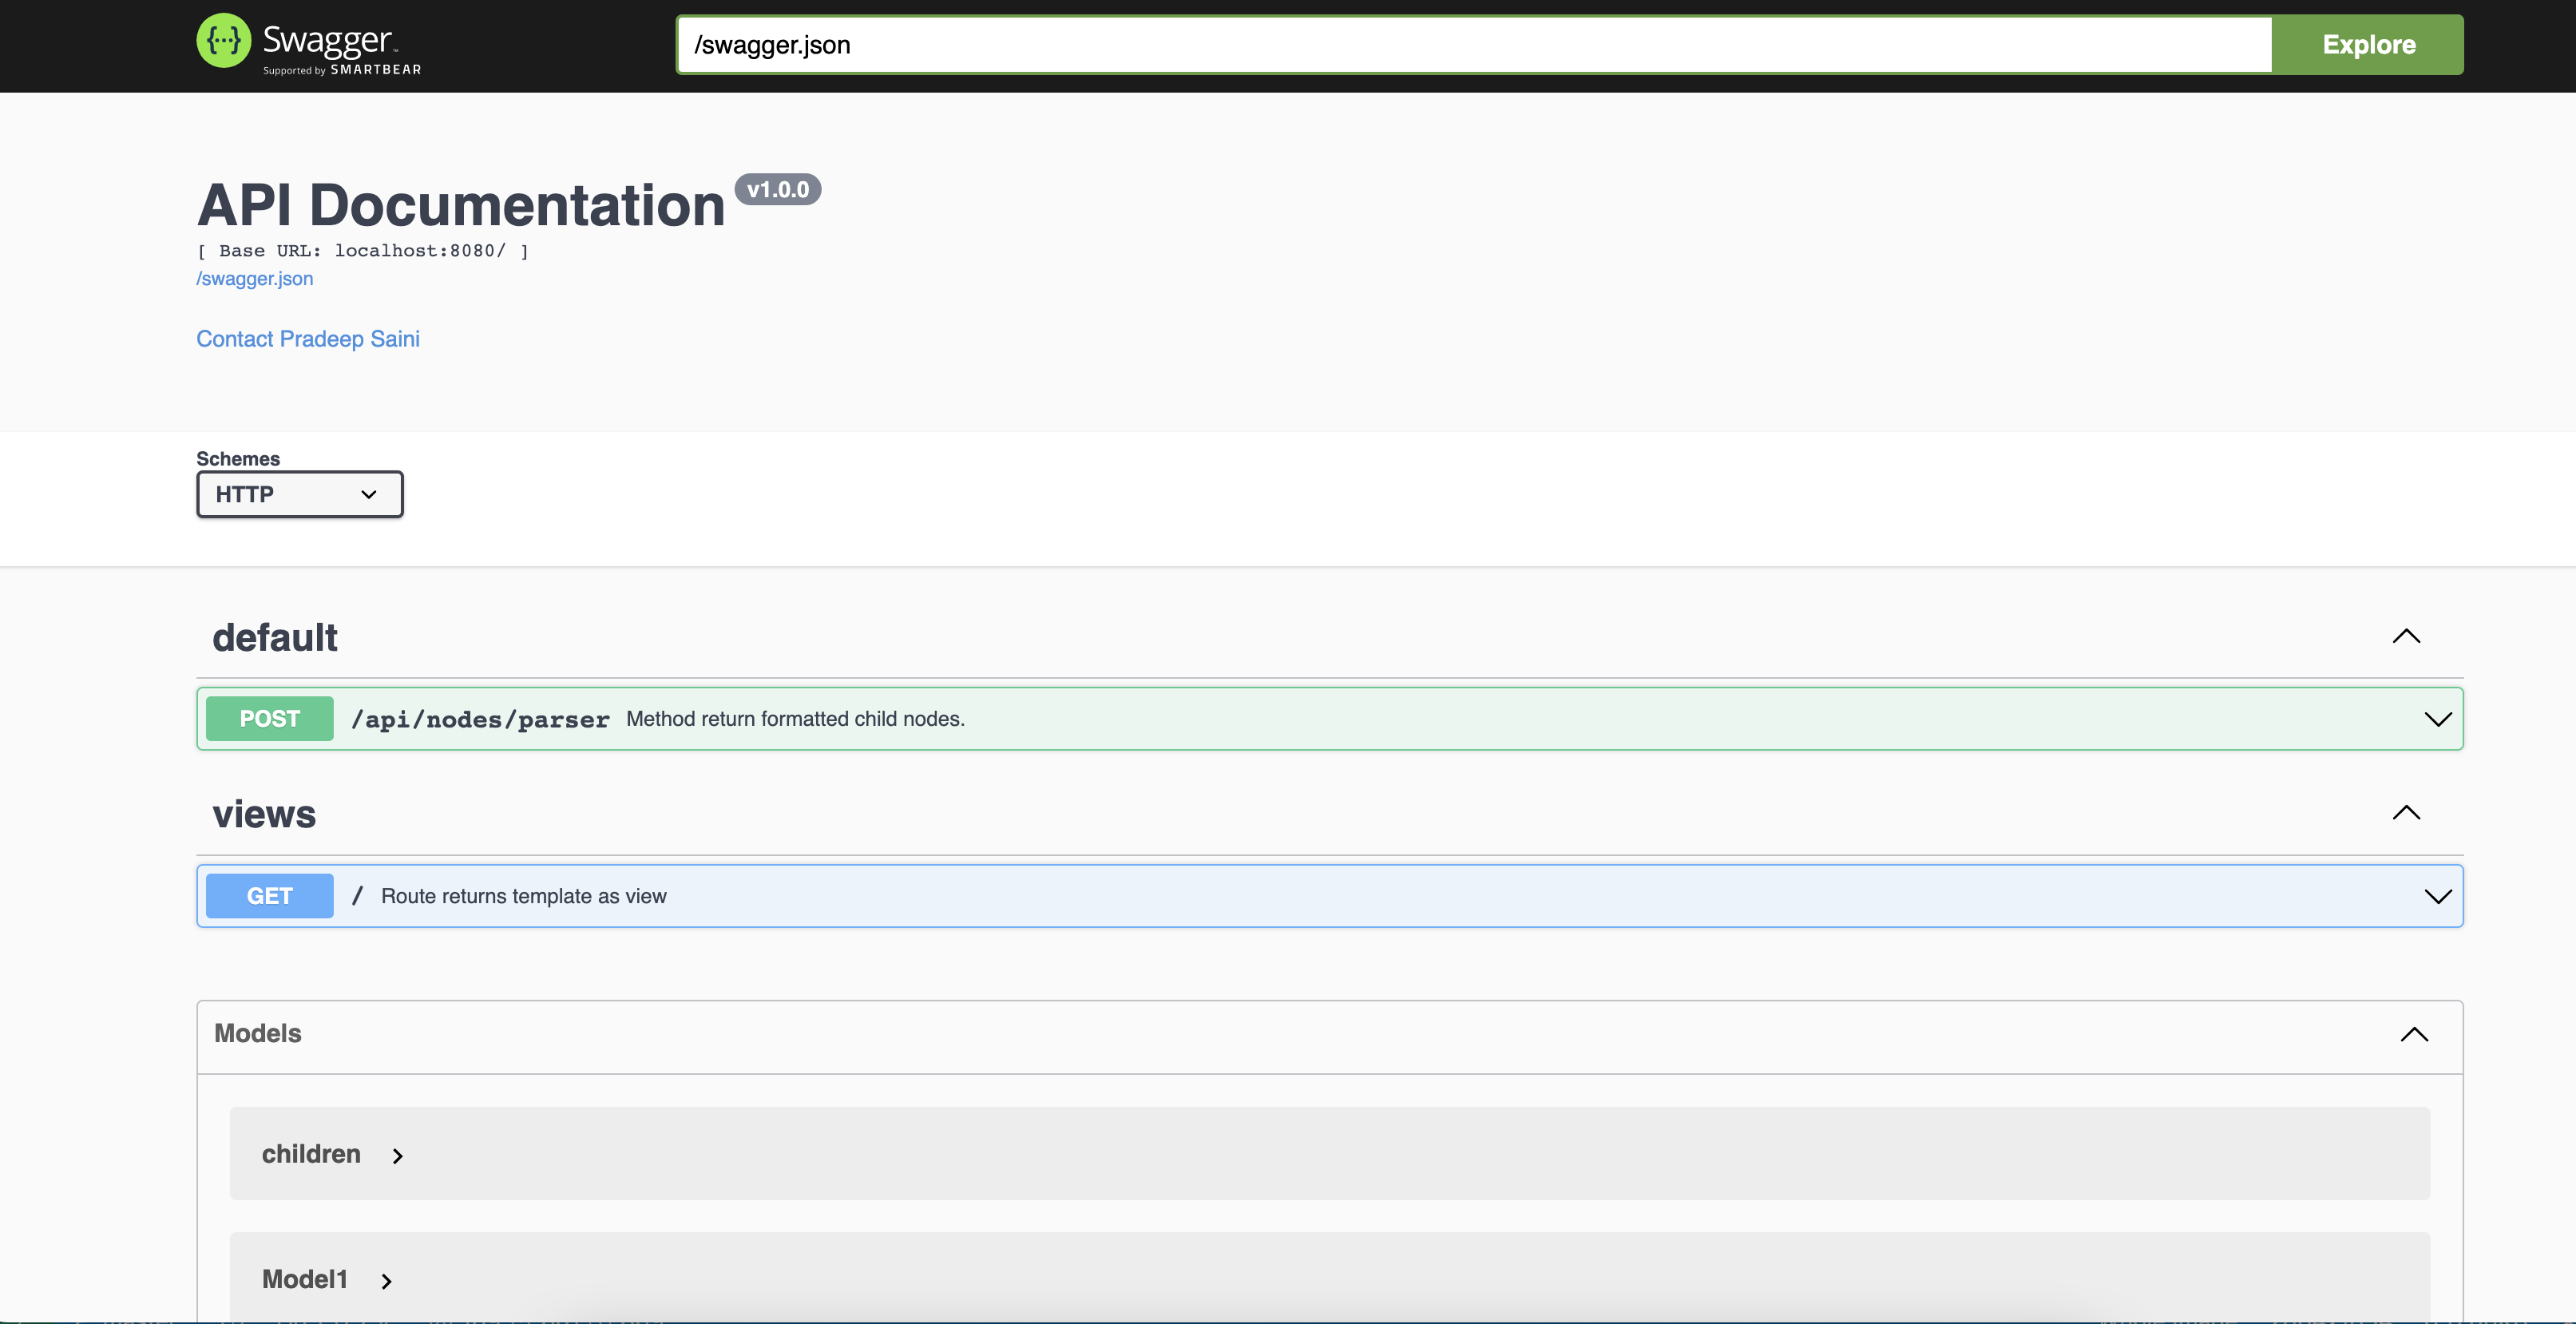 {···} Swagger™
Supported by SMARTBEAR
/swagger.json
Explore
API Documentation v1.0.0
[ Base URL: localhost:8080/ ]
/swagger.json
Contact Pradeep Saini
Schemes
HTTP
default
POST /api/nodes/parser Method return formatted child nodes.
views
GET / Route returns template as view
Models
children
Model1